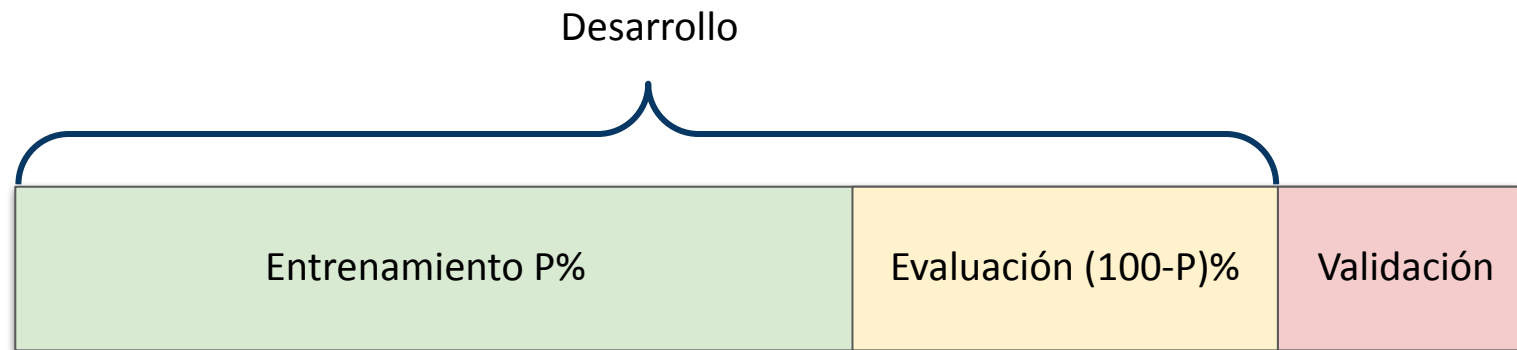 Desarrollo
Entrenamiento P%
Evaluación (100-P)%
Validación